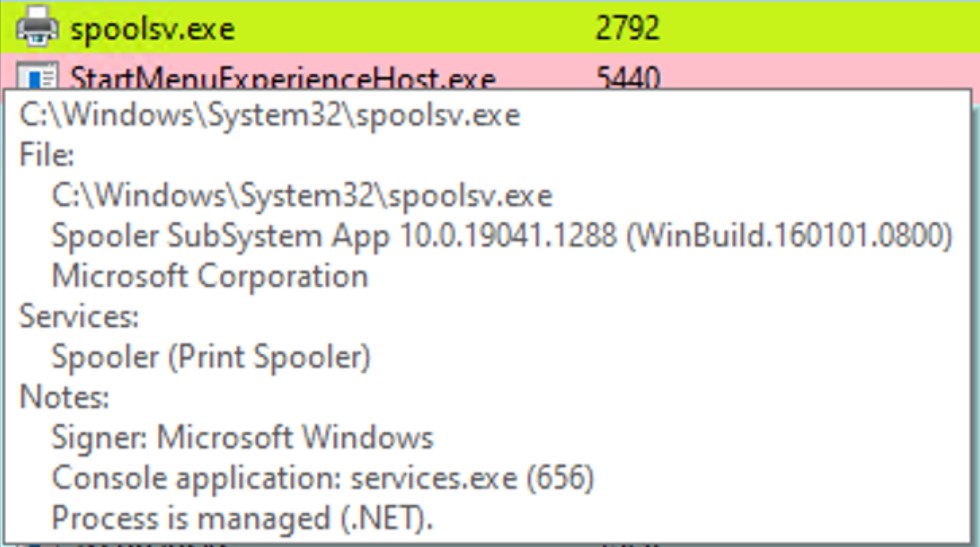 spoolsv.exe 2792
StartMenuExperienceHost.exe 5440
C:\Windows\System32\spoolsv.exe
File:
C:\Windows\System32\spoolsv.exe
Spooler SubSystem App 10.0.19041.1288 (WinBuild.160101.0800)
Microsoft Corporation
Services:
Spooler (Print Spooler)
Notes:
Signer: Microsoft Windows
Console application: services.exe (656)
Process is managed (.NET).